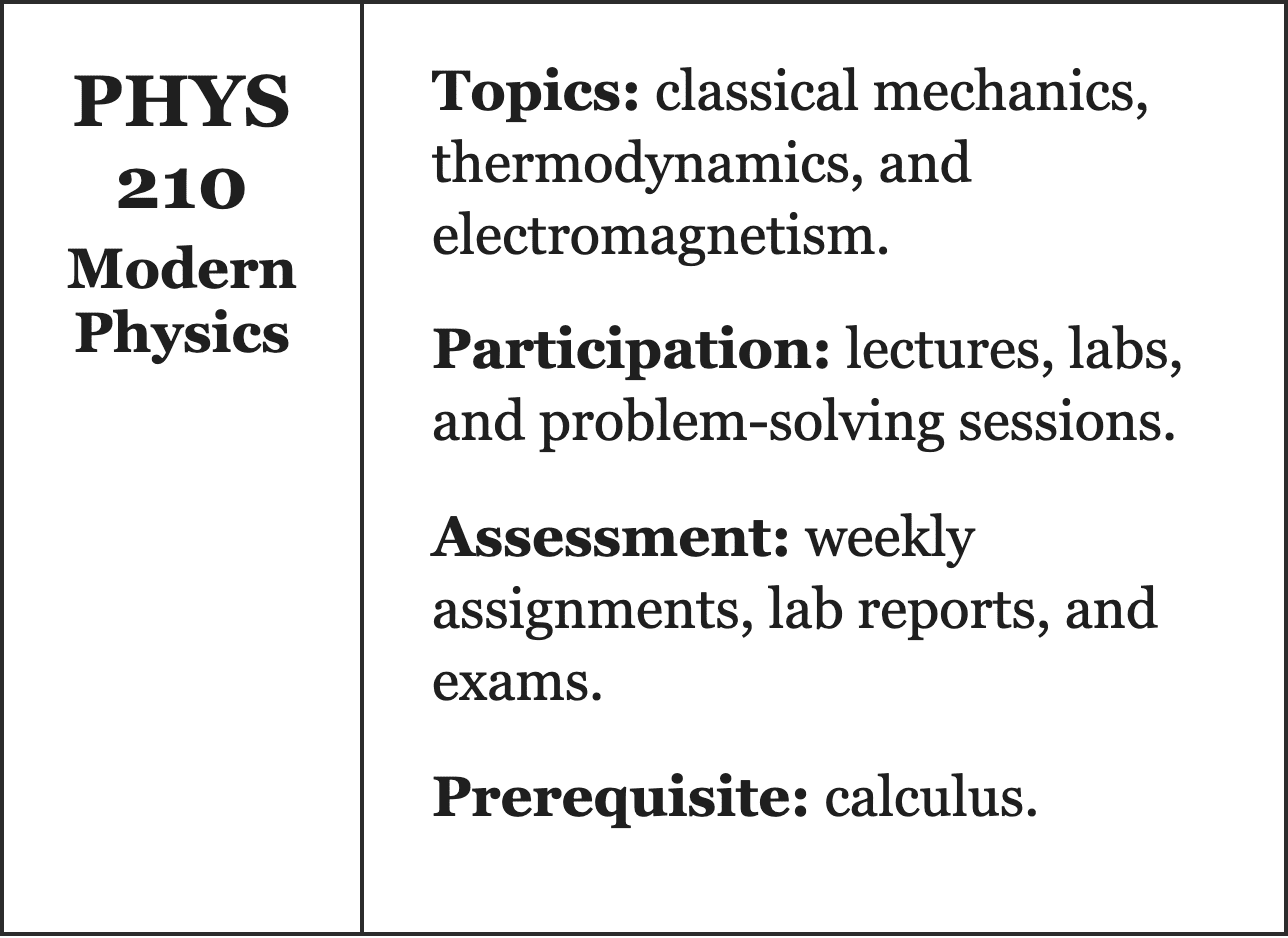 PHYS
210
Modern
Physics
Topics: classical mechanics,
thermodynamics, and
electromagnetism.
Participation: lectures, labs,
and problem-solving sessions.
Assessment: weekly
assignments, lab reports, and
exams.
Prerequisite: calculus.